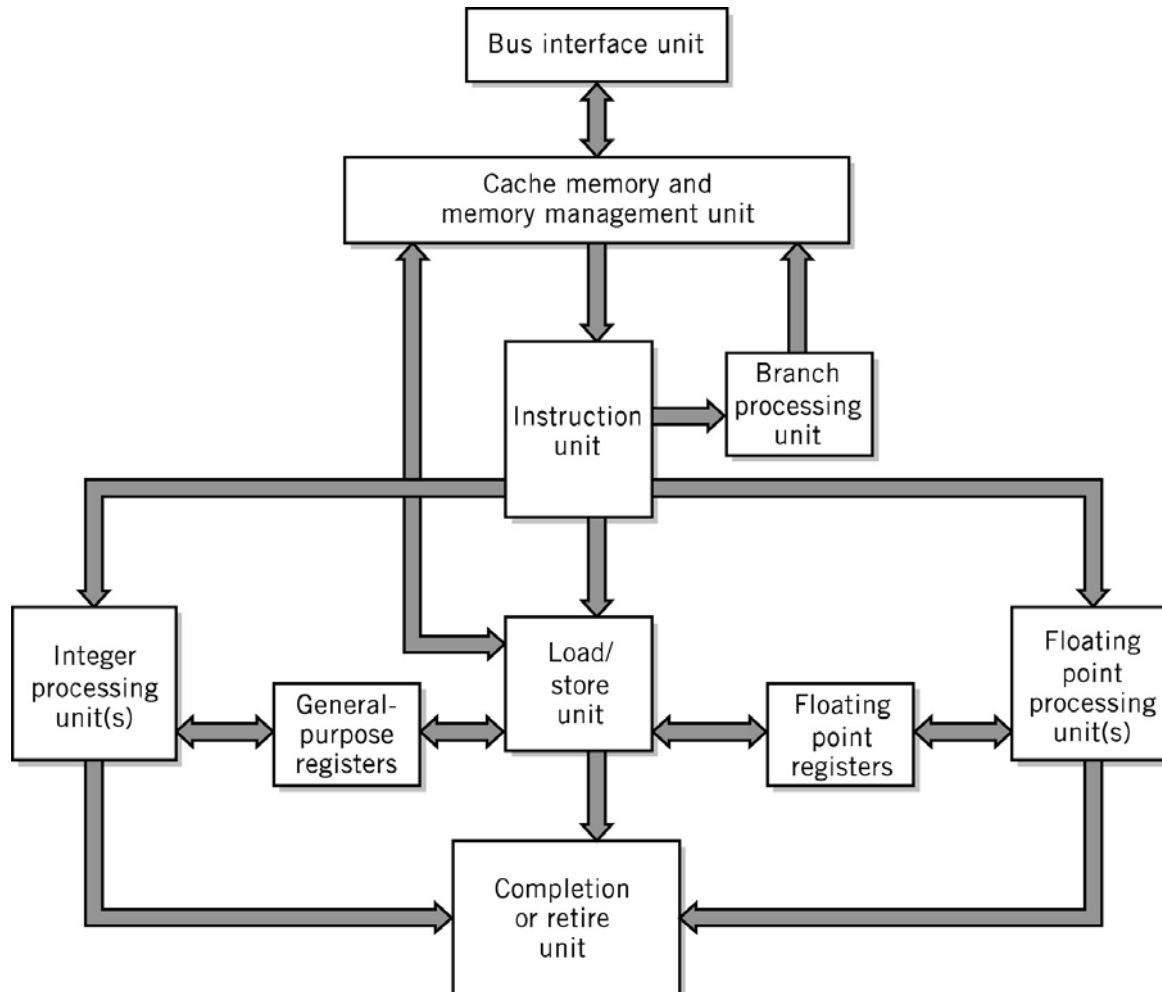 Bus interface unit
Cache memory and
memory management unit
Instruction
unit
Branch
processing
unit
Integer
processing
unit(s)
General-
purpose
registers
Load/
store
unit
Floating
point
registers
Floating
point
processing
unit(s)
Completion
or retire
unit